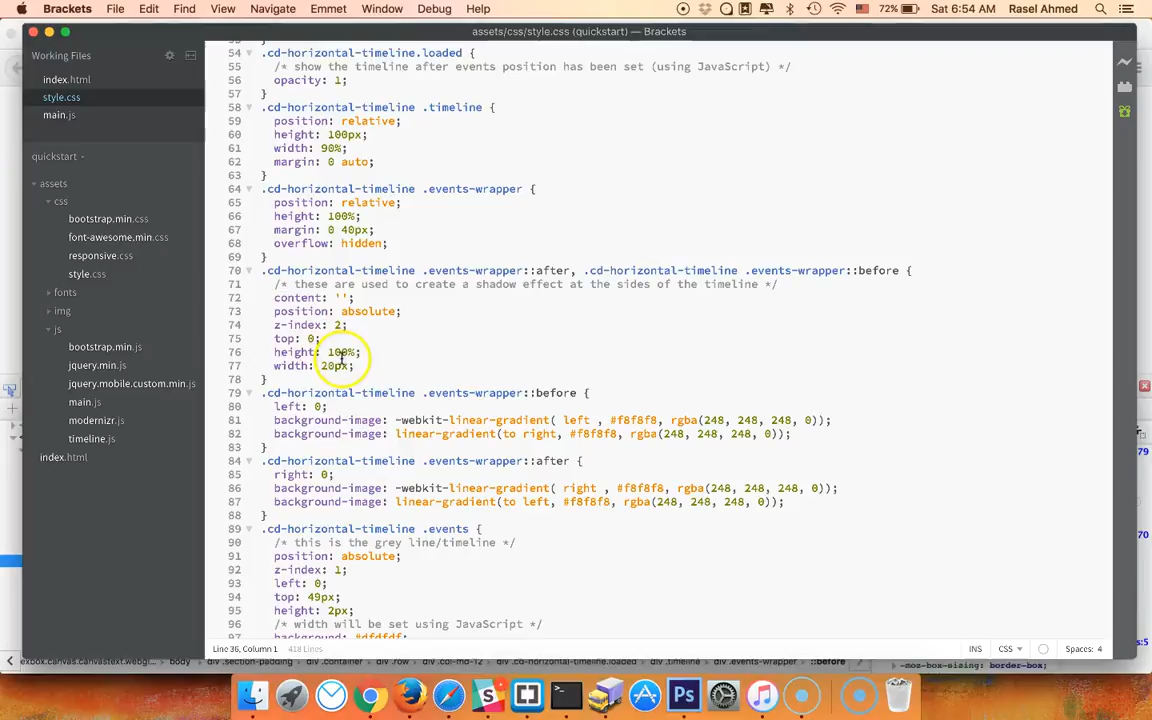 Brackets File Edit Find View Navigate Emmet Window Debug Help 72% Sat 6:54 AM Rasel Ahmed
assets/css/style.css (quickstart) — Brackets
Working Files
index.html
style.css
main.js
quickstart
assets
css
bootstrap.min.css
font-awesome.min.css
responsive.css
style.css
fonts
img
js
bootstrap.min.js
jquery.min.js
jquery.mobile.custom.min.js
main.js
modernizr.js
timeline.js
index.html
54 .cd-horizontal-timeline.loaded {
55 /* show the timeline after events position has been set (using JavaScript) */
56 opacity: 1;
57 }
58 .cd-horizontal-timeline .timeline {
59 position: relative;
60 height: 100px;
61 width: 90%;
62 margin: 0 auto;
63 }
64 .cd-horizontal-timeline .events-wrapper {
65 position: relative;
66 height: 100%;
67 margin: 0 40px;
68 overflow: hidden;
69 }
70 .cd-horizontal-timeline .events-wrapper::after, .cd-horizontal-timeline .events-wrapper::before {
71 /* these are used to create a shadow effect at the sides of the timeline */
72 content: '';
73 position: absolute;
74 z-index: 2;
75 top: 0;
76 height: 100%;
77 width: 20px;
78 }
79 .cd-horizontal-timeline .events-wrapper::before {
80 left: 0;
81 background-image: -webkit-linear-gradient( left , #f8f8f8, rgba(248, 248, 248, 0));
82 background-image: linear-gradient(to right, #f8f8f8, rgba(248, 248, 248, 0));
83 }
84 .cd-horizontal-timeline .events-wrapper::after {
85 right: 0;
86 background-image: -webkit-linear-gradient( right , #f8f8f8, rgba(248, 248, 248, 0));
87 background-image: linear-gradient(to left, #f8f8f8, rgba(248, 248, 248, 0));
88 }
89 .cd-horizontal-timeline .events {
90 /* this is the grey line/timeline */
91 position: absolute;
92 z-index: 1;
93 left: 0;
94 top: 49px;
95 height: 2px;
96 /* width will be set using JavaScript */
97 background: #dfdfdf;
Line 36, Column 1 — 418 Lines INS CSS Spaces: 4
79
70